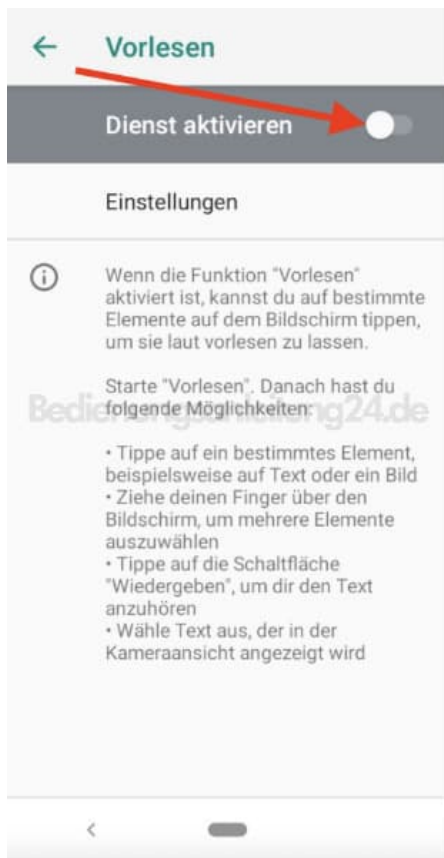 Vorlesen
Dienst aktivieren
Einstellungen
Wenn die Funktion "Vorlesen"
aktiviert ist, kannst du auf bestimmte
Elemente auf dem Bildschirm tippen,
um sie laut vorlesen zu lassen.
Starte "Vorlesen". Danach hast du
folgende Möglichkeiten:
Bedienungsanleitung24.de
• Tippe auf ein bestimmtes Element,
beispielsweise auf Text oder ein Bild
• Ziehe deinen Finger über den
Bildschirm, um mehrere Elemente
auszuwählen
• Tippe auf die Schaltfläche
"Wiedergeben", um dir den Text
anzuhören
• Wähle Text aus, der in der
Kameraansicht angezeigt wird